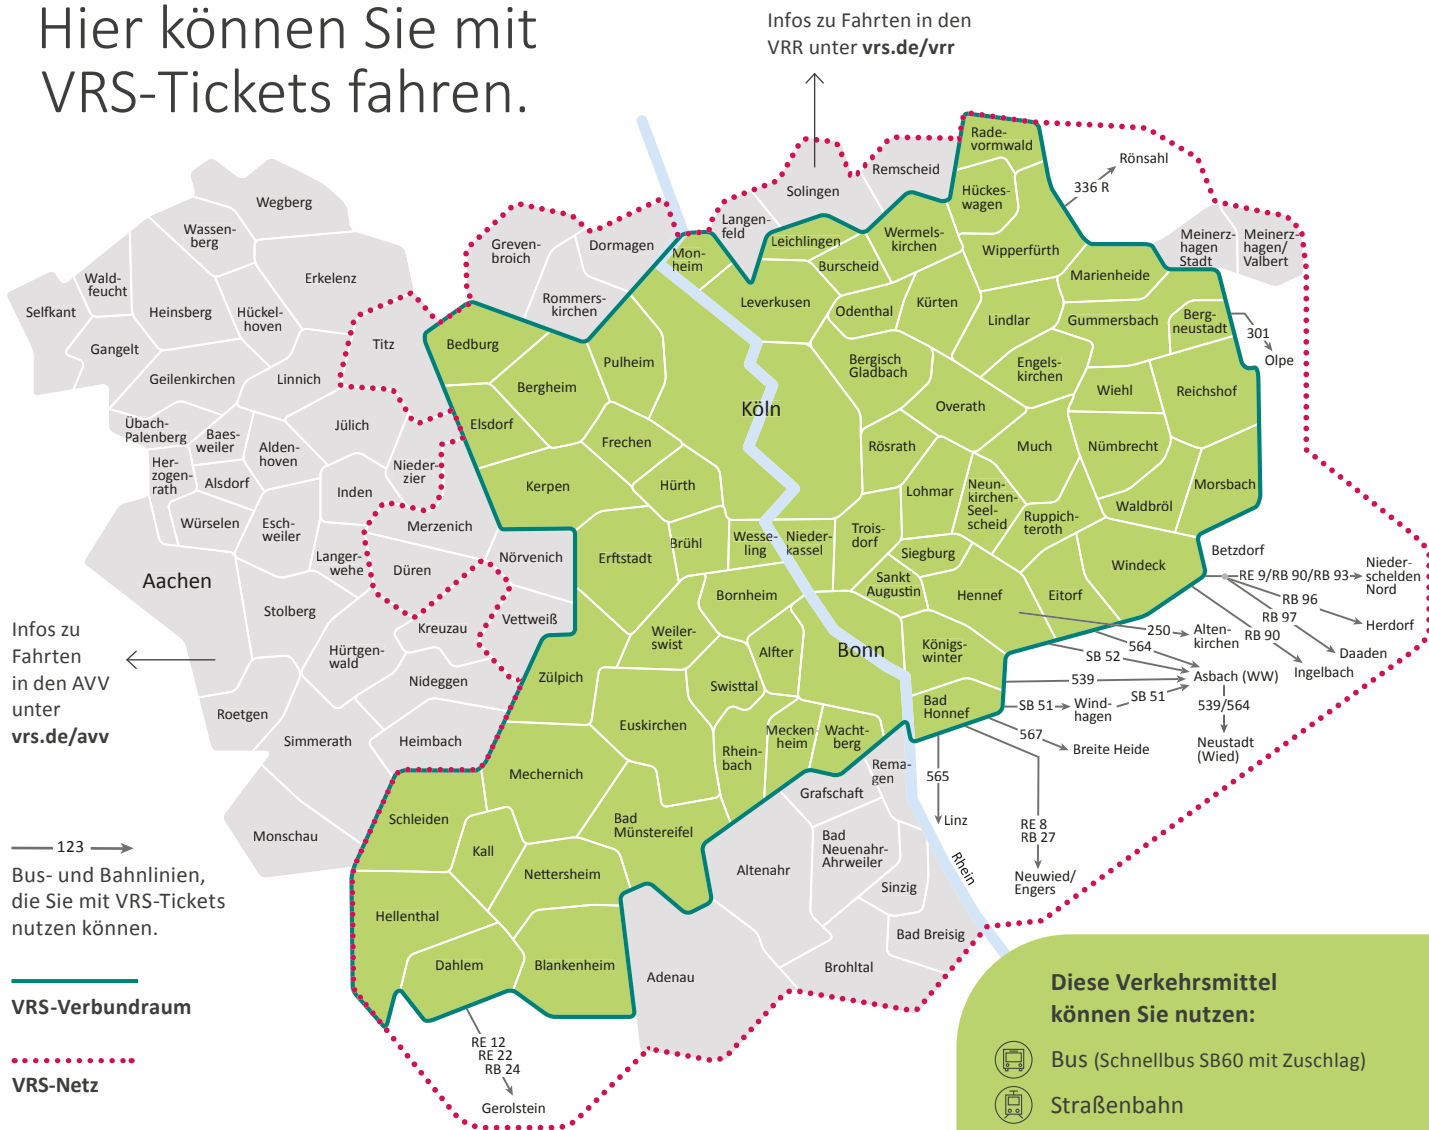 Hier können Sie mit
VRS-Tickets fahren.
Infos zu Fahrten in den
VRR unter vrs.de/vrr
Wegberg
Wassen-
berg
Wald-
feucht
Erkelenz
Selfkant
Heinsberg
Hückel-
hoven
Gangelt
Geilenkirchen
Linnich
Titz
Übach-
Palenberg
Baes-
weiler
Alden-
hoven
Jülich
Her-
zogen-
rath
Alsdorf
Nieder-
zier
Inden
Würselen
Esch-
weiler
Merzenich
Langer-
wehe
Düren
Nörvenich
Aachen
Stolberg
Vettweiß
Kreuzau
Hürtgen-
wald
Nideggen
Roetgen
Simmerath
Heimbach
Monschau
Greven-
broich
Dormagen
Rommers-
kirchen
Langen-
feld
Solingen
Remscheid
Rade-
vormwald
Hückes-
wagen
Rönsahl
336 R
Meinerz-
hagen
Stadt
Meinerz-
hagen/
Valbert
Mon-
heim
Leichlingen
Wermels-
kirchen
Burscheid
Wipperfürth
Marienheide
Leverkusen
Odenthal
Kürten
Lindlar
Gummersbach
Berg-
neustadt
301
Olpe
Bedburg
Bergheim
Pulheim
Bergisch
Gladbach
Engels-
kirchen
Wiehl
Reichshof
Köln
Overath
Elsdorf
Frechen
Rösrath
Much
Nümbrecht
Kerpen
Hürth
Lohmar
Neun-
kirchen-
Seel-
scheid
Morsbach
Waldbröl
Ruppich-
teroth
Erftstadt
Brühl
Wesse-
ling
Nieder-
kassel
Trois-
dorf
Siegburg
Windeck
Sankt
Augustin
Hennef
Eitorf
Bornheim
Weiler-
swist
Alfter
Bonn
Königs-
winter
Zülpich
Swisttal
Euskirchen
Bad
Honnef
Rhein-
bach
Mecken-
heim
Wacht-
berg
Mechernich
Schleiden
Bad
Münstereifel
Kall
Nettersheim
Hellenthal
Dahlem
Blankenheim
Rema-
gen
Grafschaft
Bad
Neuenahr-
Ahrweiler
Altenahr
Sinzig
Bad Breisig
Brohltal
Adenau
Rhein
Betzdorf
RE 9/RB 90/RB 93
Nieder-
schelden
Nord
RB 96
Herdorf
RB 97
Daaden
RB 90
Ingelbach
250
Alten-
kirchen
564
SB 52
539
Asbach (WW)
SB 51
Wind-
hagen
SB 51
539/564
Neustadt
(Wied)
567
Breite Heide
565
Linz
RE 8
RB 27
Neuwied/
Engers
RE 12
RE 22
RB 24
Gerolstein
Infos zu
Fahrten
in den AVV
unter
vrs.de/avv
123
Bus- und Bahnlinien,
die Sie mit VRS-Tickets
nutzen können.
VRS-Verbundraum
VRS-Netz
Diese Verkehrsmittel
können Sie nutzen:
Bus (Schnellbus SB60 mit Zuschlag)
Straßenbahn